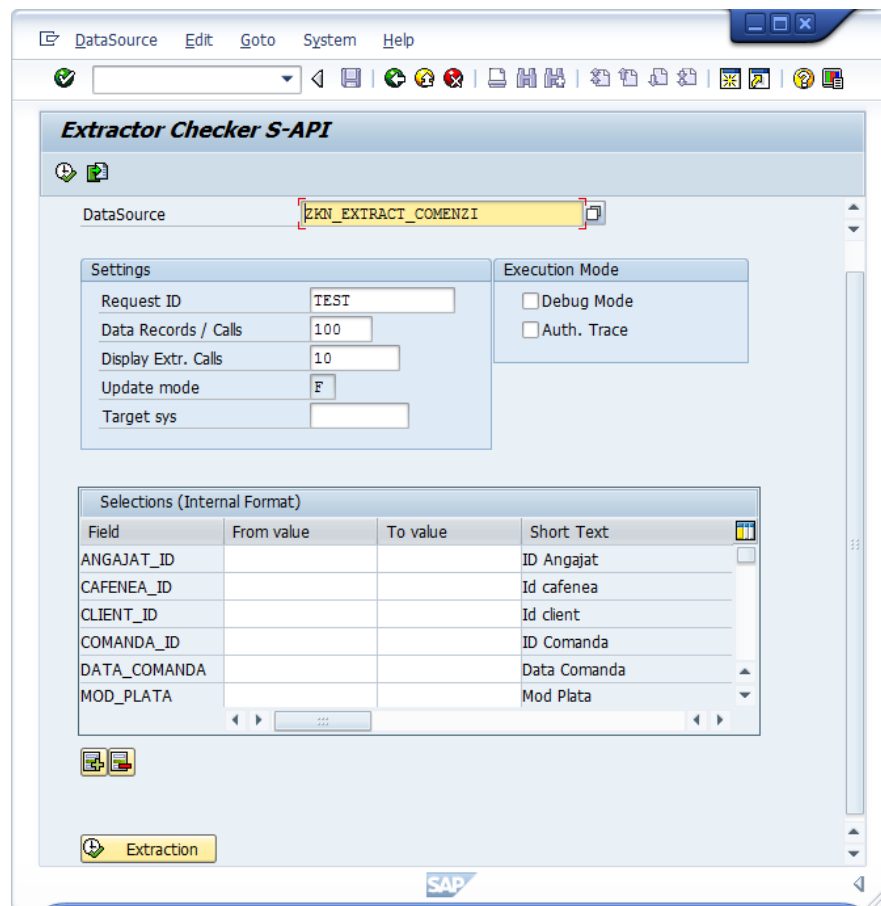 DataSource Edit Goto System Help
Extractor Checker S-API
DataSource ZKN_EXTRACT_COMENZI
Settings Execution Mode
Request ID TEST Debug Mode
Data Records / Calls 100 Auth. Trace
Display Extr. Calls 10
Update mode F
Target sys
Selections (Internal Format)
Field From value To value Short Text
ANGAJAT_ID ID Angajat
CAFENEA_ID Id cafenea
CLIENT_ID Id client
COMANDA_ID ID Comanda
DATA_COMANDA Data Comanda
MOD_PLATA Mod Plata
Extraction
SAP